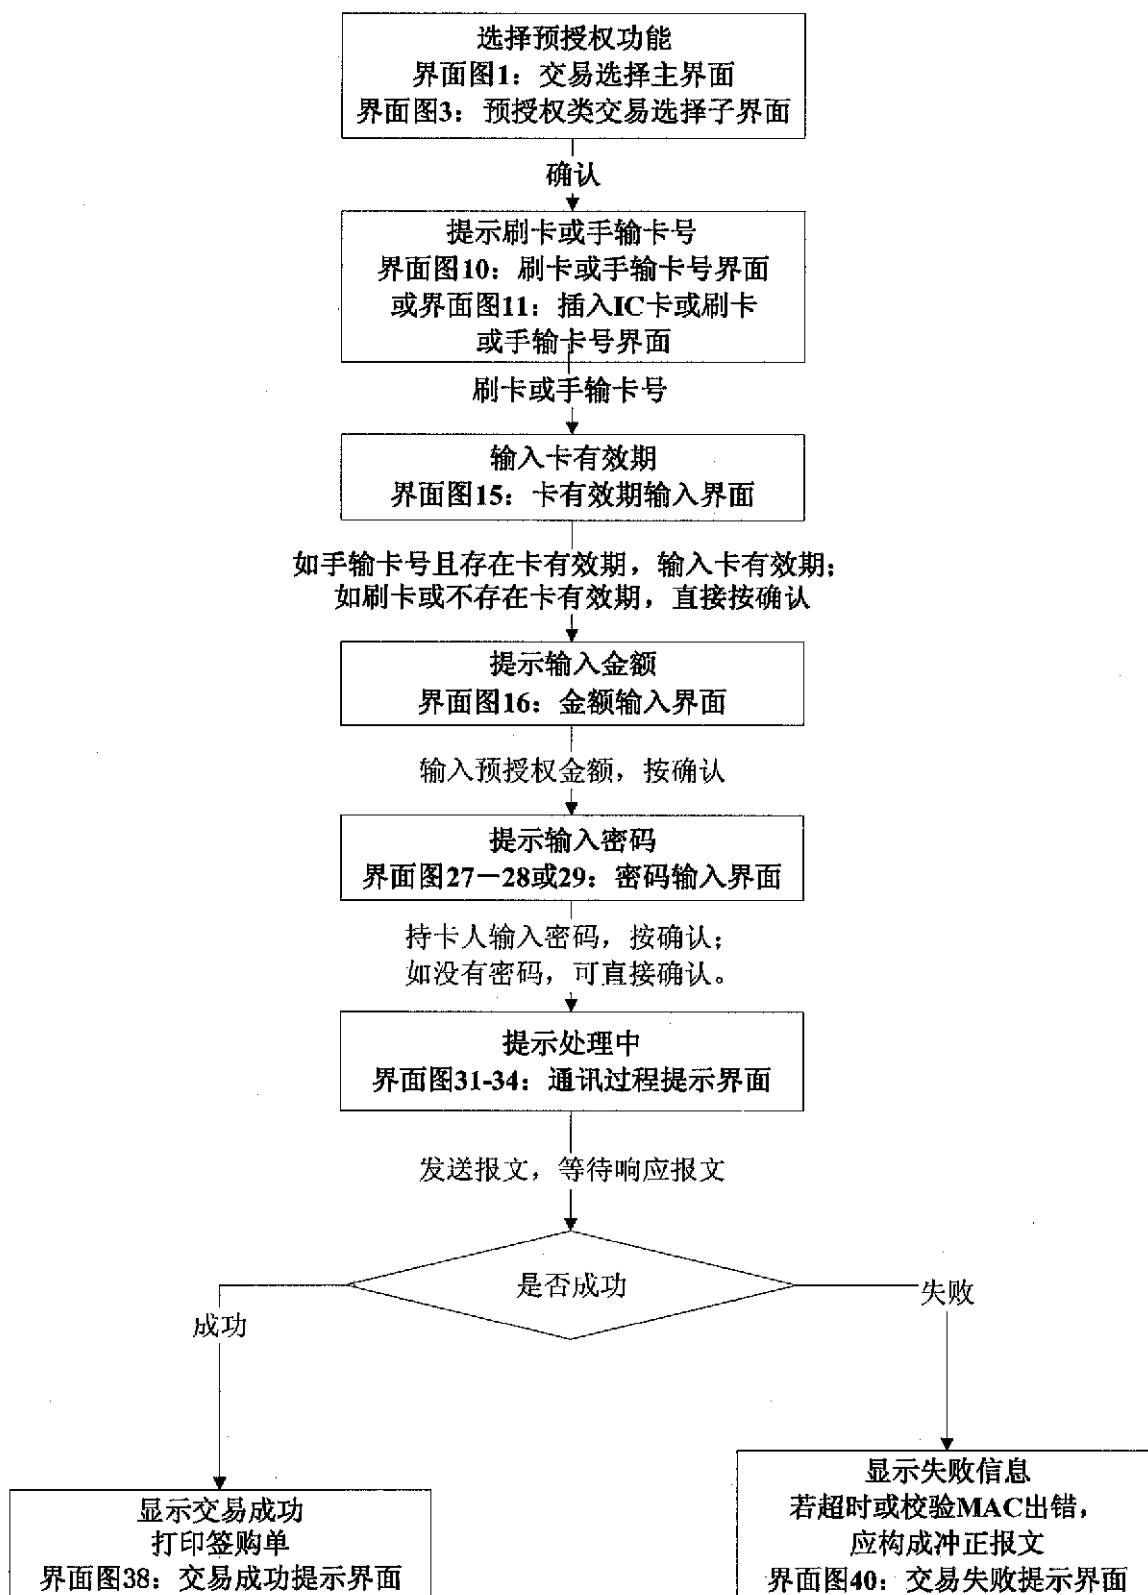 选择预授权功能
界面图1：交易选择主界面
界面图3：预授权类交易选择子界面
确认
提示刷卡或手输卡号
界面图10：刷卡或手输卡号界面
或界面图11：插入IC卡或刷卡
或手输卡号界面
刷卡或手输卡号
输入卡有效期
界面图15：卡有效期输入界面
如手输卡号且存在卡有效期，输入卡有效期；
如刷卡或不存在卡有效期，直接按确认
提示输入金额
界面图16：金额输入界面
输入预授权金额，按确认
提示输入密码
界面图27－28或29：密码输入界面
持卡人输入密码，按确认；
如没有密码，可直接确认。
提示处理中
界面图31-34：通讯过程提示界面
发送报文，等待响应报文
是否成功
成功
失败
显示交易成功
打印签购单
界面图38：交易成功提示界面
显示失败信息
若超时或校验MAC出错，
应构成冲正报文
界面图40：交易失败提示界面